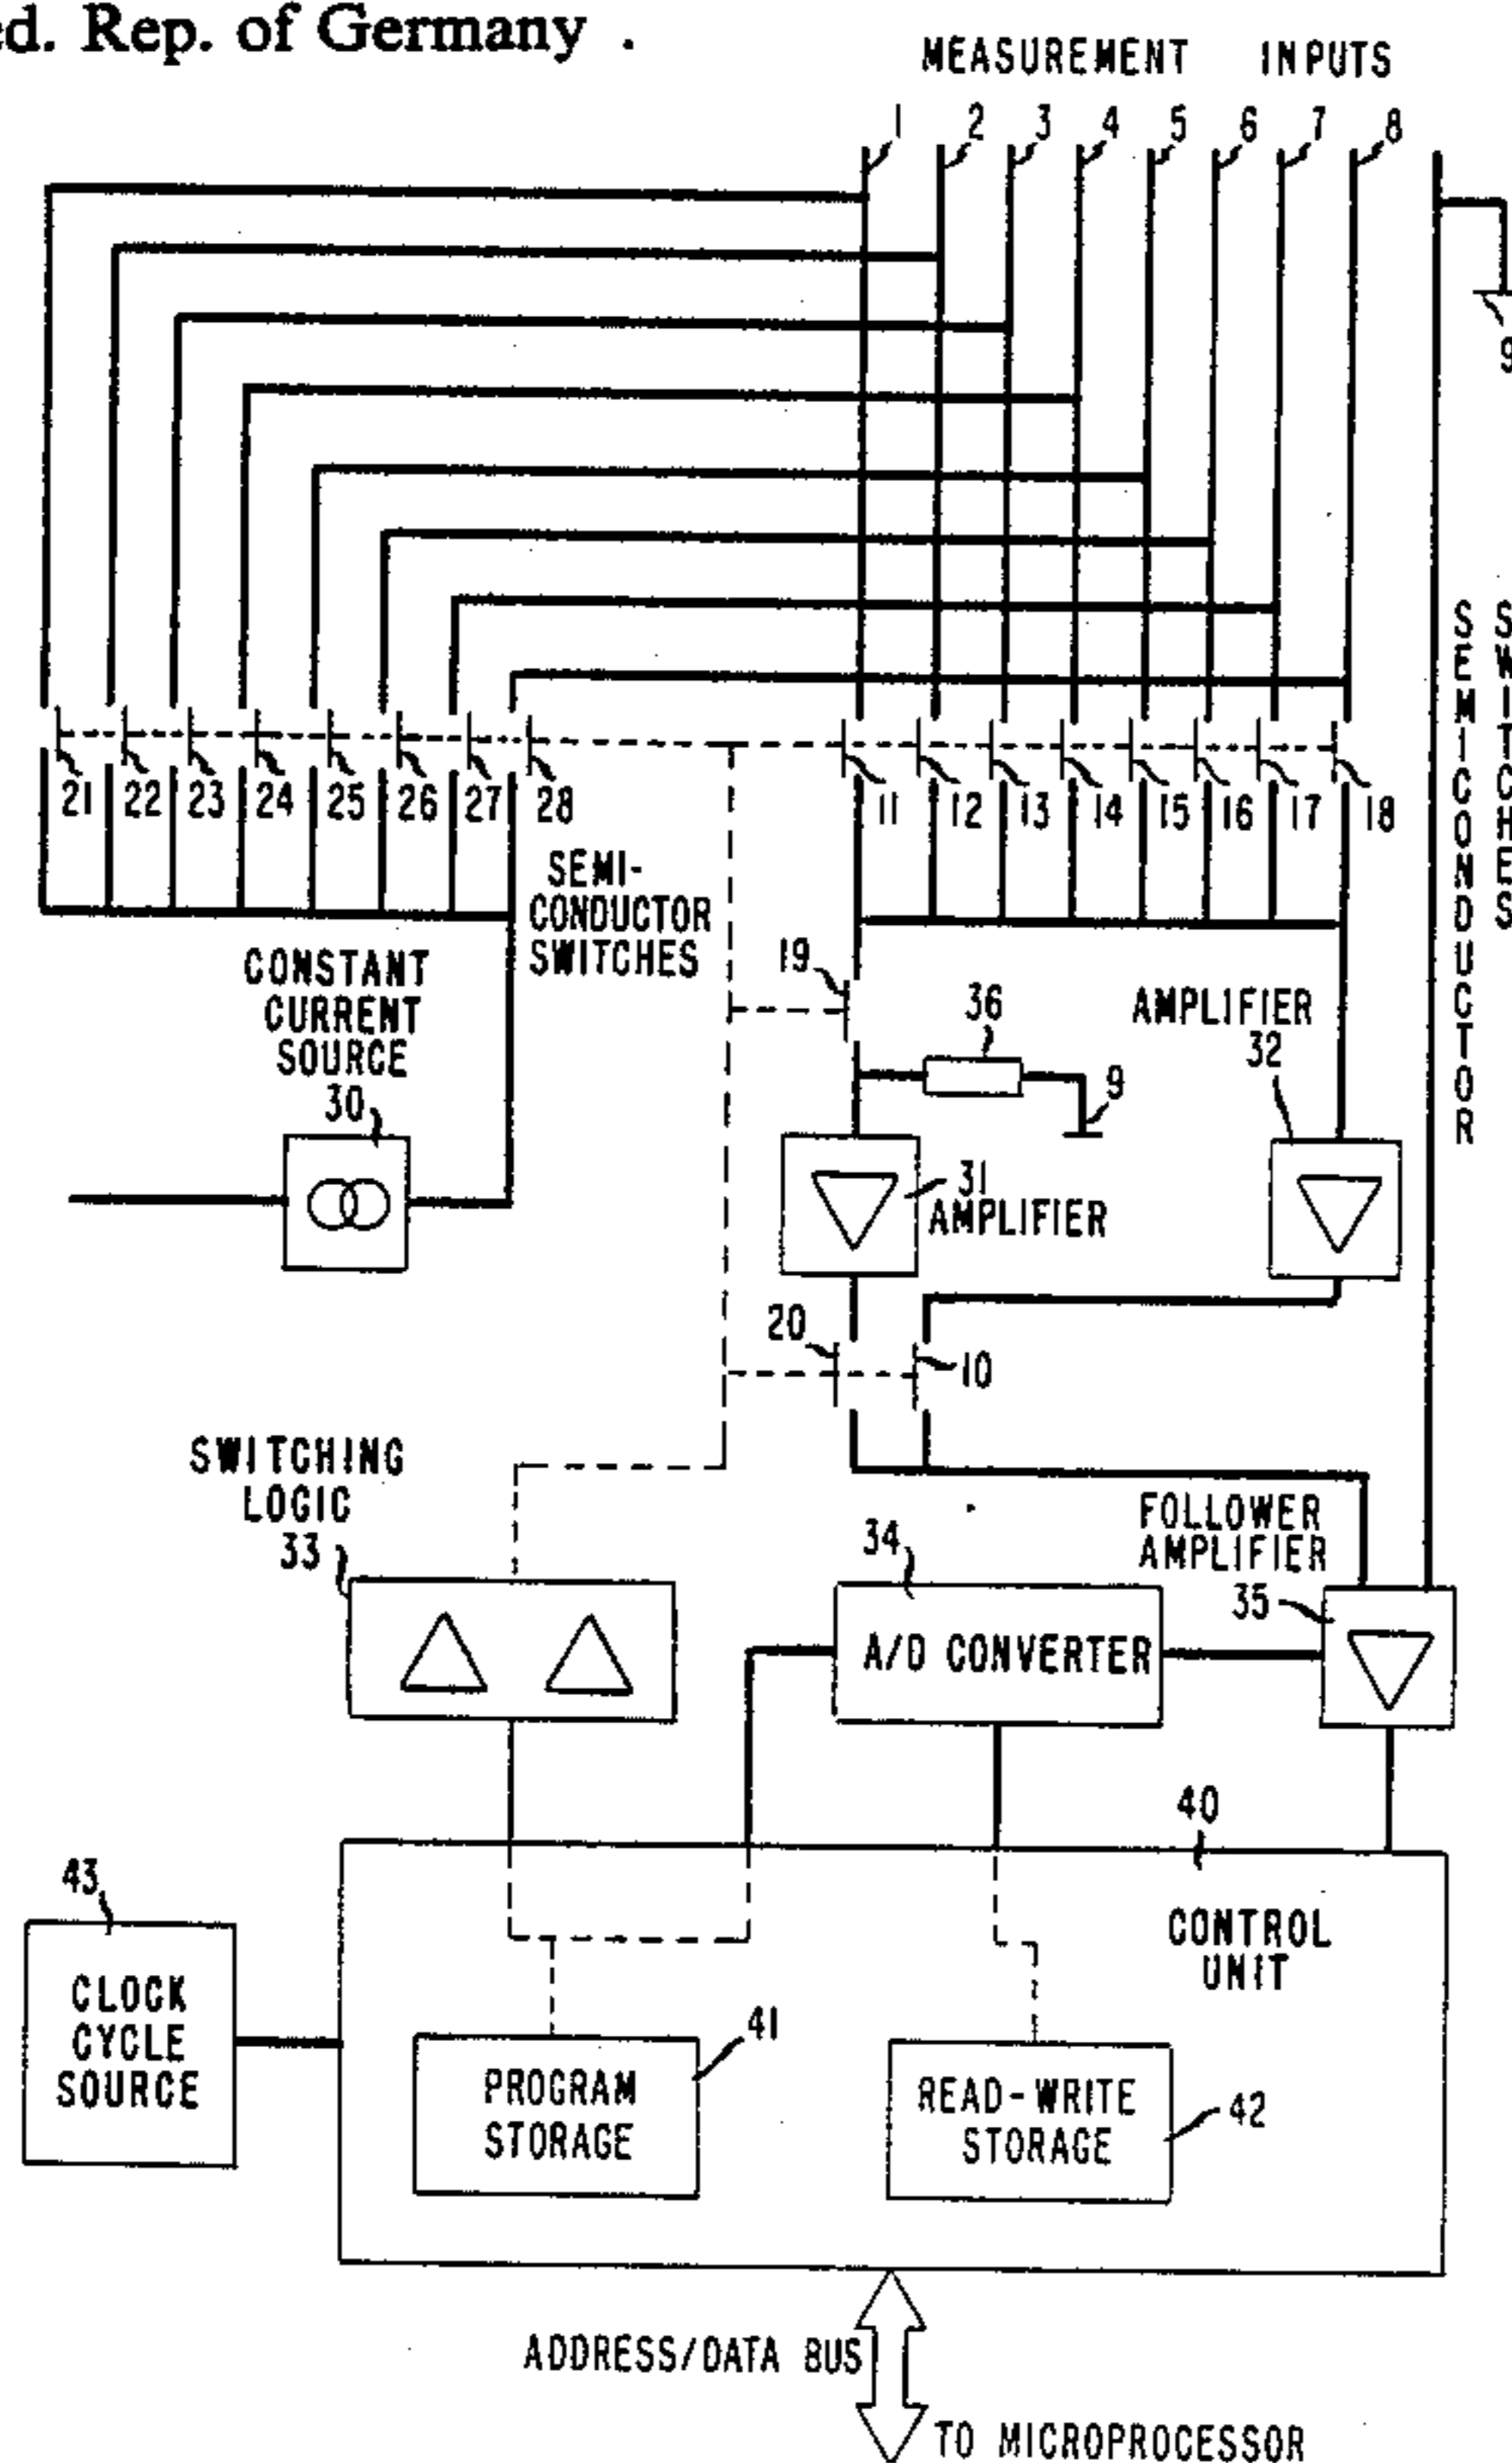 ed. Rep. of Germany .
MEASUREMENT INPUTS
1 2 3 4 5 6 7 8
9
SEMICONDUCTOR
SWITCHES
21 22 23 24 25 26 27 28
11 12 13 14 15 16 17 18
SEMI-
CONDUCTOR
SWITCHES
CONSTANT
CURRENT
SOURCE
30
19
36
9
AMPLIFIER
32
31
AMPLIFIER
20
10
SWITCHING
LOGIC
33
34
A/D CONVERTER
FOLLOWER
AMPLIFIER
35
40
CONTROL
UNIT
43
CLOCK
CYCLE
SOURCE
41
PROGRAM
STORAGE
READ-WRITE
STORAGE
42
ADDRESS/DATA BUS
TO MICROPROCESSOR